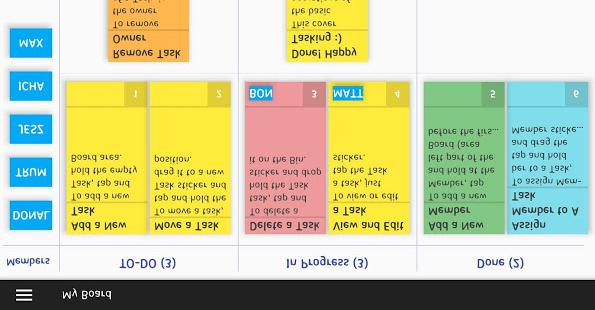 My Board
Members
TO-DO (3)
In Progress (3)
Done (2)
DONAL
TRUM
JESZ
ICHA
MAX
Add a New
Task
To add a new
Task, tap and
hold the empty
Board area.
1
Move a Task
To move a task,
tap and hold the
Task sticker and
drag it to a new
position.
2
Remove Task
Owner
To remove
the owner
Delete a Task
To delete a
task, tap and
hold the Task
sticker and drop
it on the Bin.
BON
3
View and Edit
a Task
To view or edit
a task, just
tap the Task
sticker.
MATT
4
Done! Happy
Tasking :)
This cover
the basic
Add a New
Member
To add a new
Member, tap
and hold at the
left part of the
Board (area
before the firs...
5
Assign
Member to A
Task
To assign Mem-
ber to a Task,
tap and hold
and drag the
Member sticke...
6